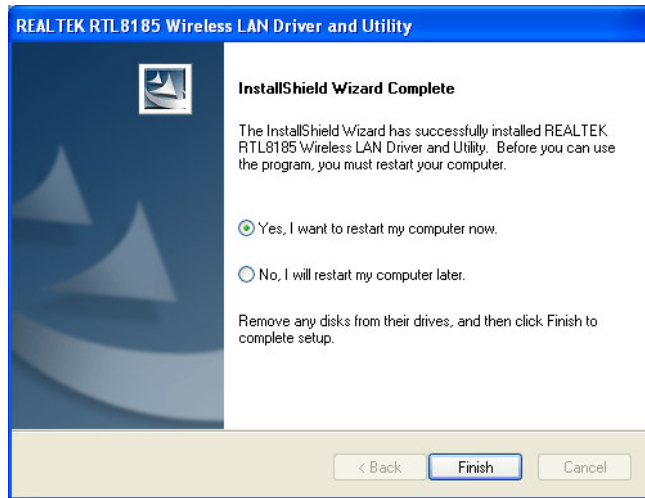 REALTEK RTL8185 Wireless LAN Driver and Utility
InstallShield Wizard Complete
The InstallShield Wizard has successfully installed REALTEK
RTL8185 Wireless LAN Driver and Utility. Before you can use
the program, you must restart your computer.
Yes, I want to restart my computer now.
No, I will restart my computer later.
Remove any disks from their drives, and then click Finish to
complete setup.
< Back
Finish
Cancel